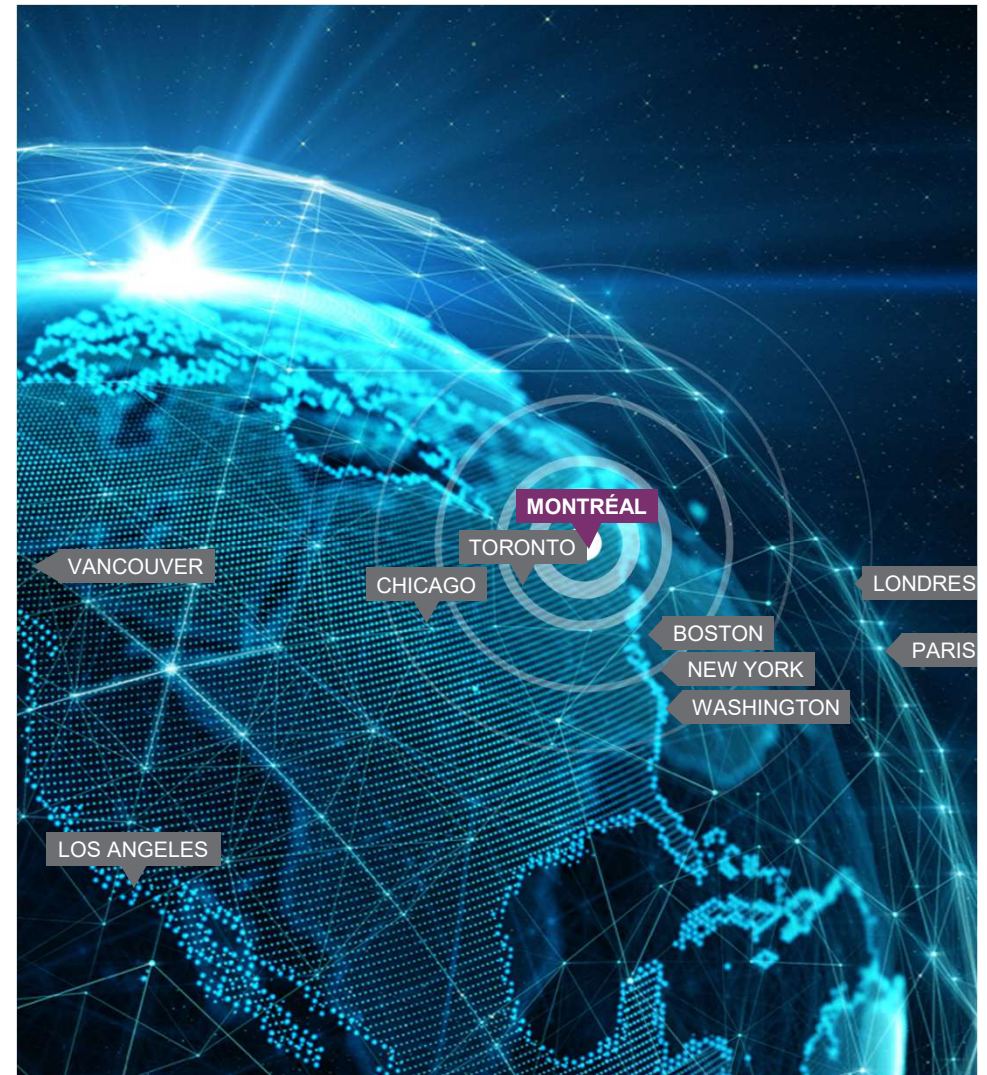 MONTRÉAL
TORONTO
VANCOUVER
CHICAGO
LONDRES
BOSTON
PARIS
NEW YORK
WASHINGTON
LOS ANGELES